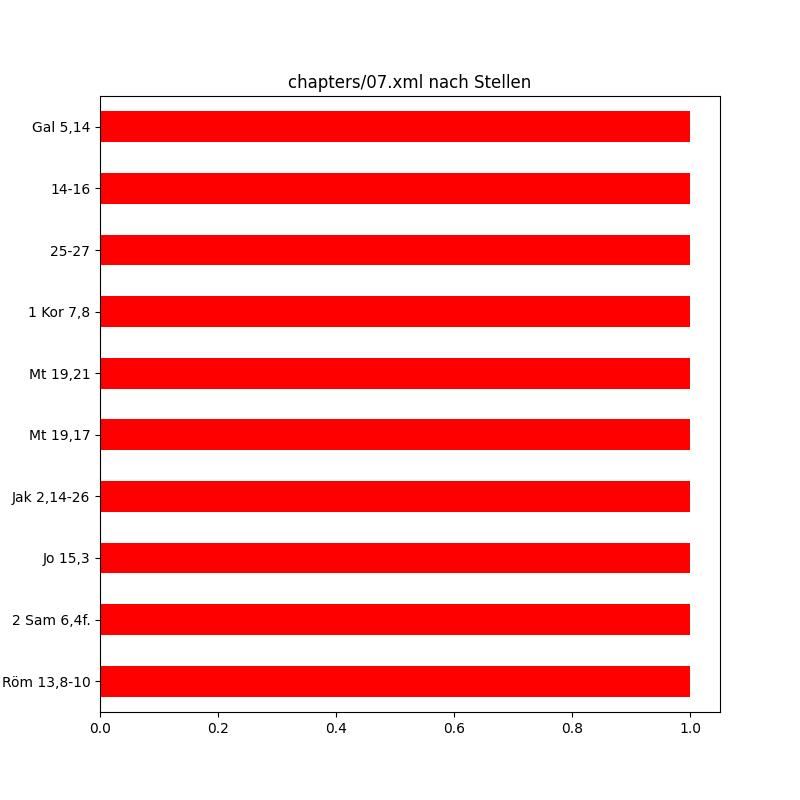 chapters/07.xml nach Stellen
Gal 5,14
14-16
25-27
1 Kor 7,8
Mt 19,21
Mt 19,17
Jak 2,14-26
Jo 15,3
2 Sam 6,4f.
Röm 13,8-10
0.0 0.2 0.4 0.6 0.8 1.0